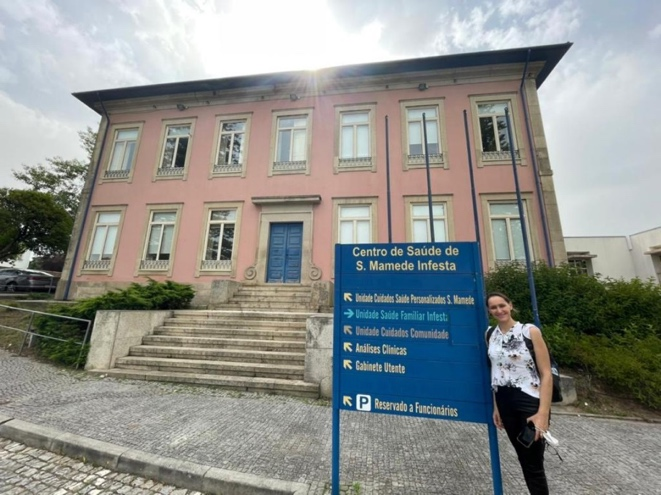 Centro de Saúde de
S. Mamede Infesta
Unidade Cuidados Saúde Personalizados S. Mamede
Unidade Saúde Familiar Infesta
Unidade Cuidados Comunidade
Análises Clínicas
Gabinete Utente
P Reservado a Funcionários